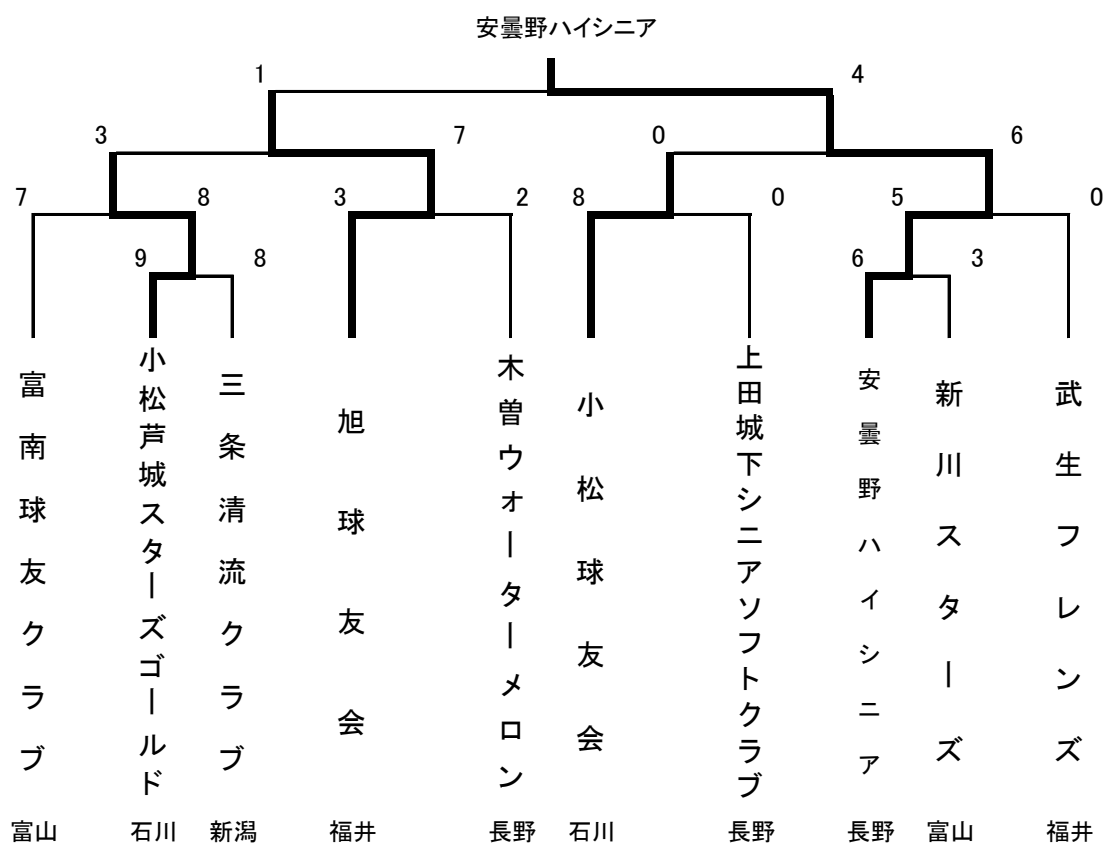 安曇野ハイシニア
1 4
3 7 0 6
7 8 3 2 8 0 5 0
9 8 6 3
富南球友クラブ
小松芦城スターズゴールド
三条清流クラブ
旭球友会
木曽ウォーターメロン
小松球友会
上田城下シニアソフトクラブ
安曇野ハイシニア
新川スターズ
武生フレンズ
富山 石川 新潟 福井 長野 石川 長野 長野 富山 福井